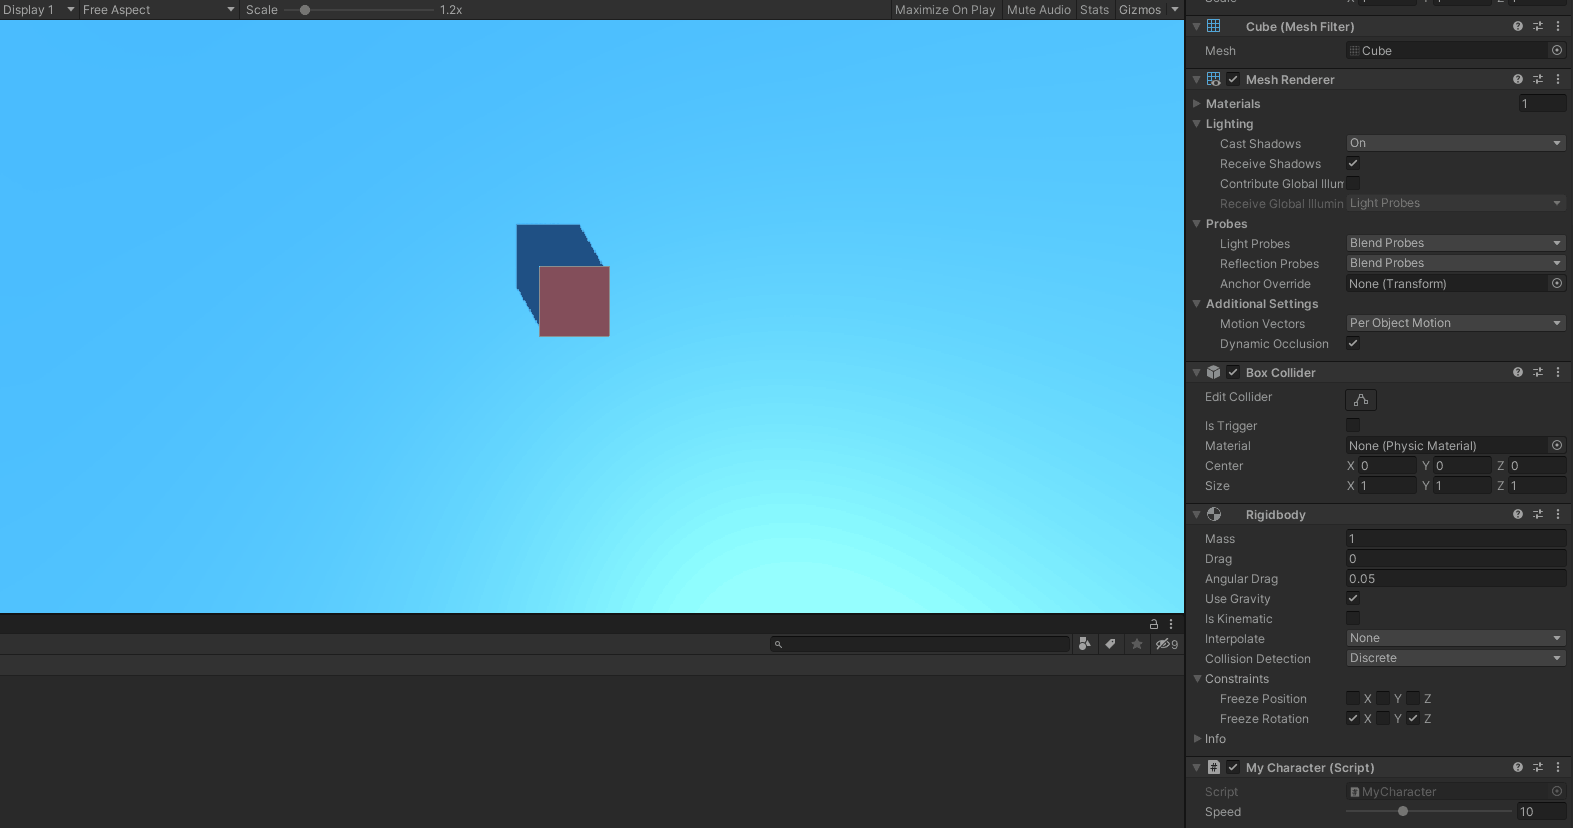 Display 1 Free Aspect Scale 1.2x Maximize On Play Mute Audio Stats Gizmos
Cube (Mesh Filter)
Mesh Cube
Mesh Renderer
Materials 1
Lighting
Cast Shadows On
Receive Shadows
Contribute Global Illum
Receive Global Illumin Light Probes
Probes
Light Probes Blend Probes
Reflection Probes Blend Probes
Anchor Override None (Transform)
Additional Settings
Motion Vectors Per Object Motion
Dynamic Occlusion
Box Collider
Edit Collider
Is Trigger
Material None (Physic Material)
Center X 0 Y 0 Z 0
Size X 1 Y 1 Z 1
Rigidbody
Mass 1
Drag 0
Angular Drag 0.05
Use Gravity
Is Kinematic
Interpolate None
Collision Detection Discrete
Constraints
Freeze Position X Y Z
Freeze Rotation X Y Z
Info
My Character (Script)
Script MyCharacter
Speed 10
9